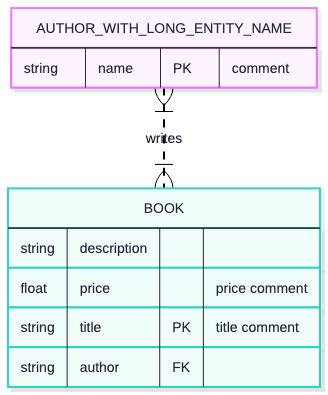 AUTHOR_WITH_LONG_ENTITY_NAME
string name PK comment
writes
BOOK
string description
float price price comment
string title PK title comment
string author FK